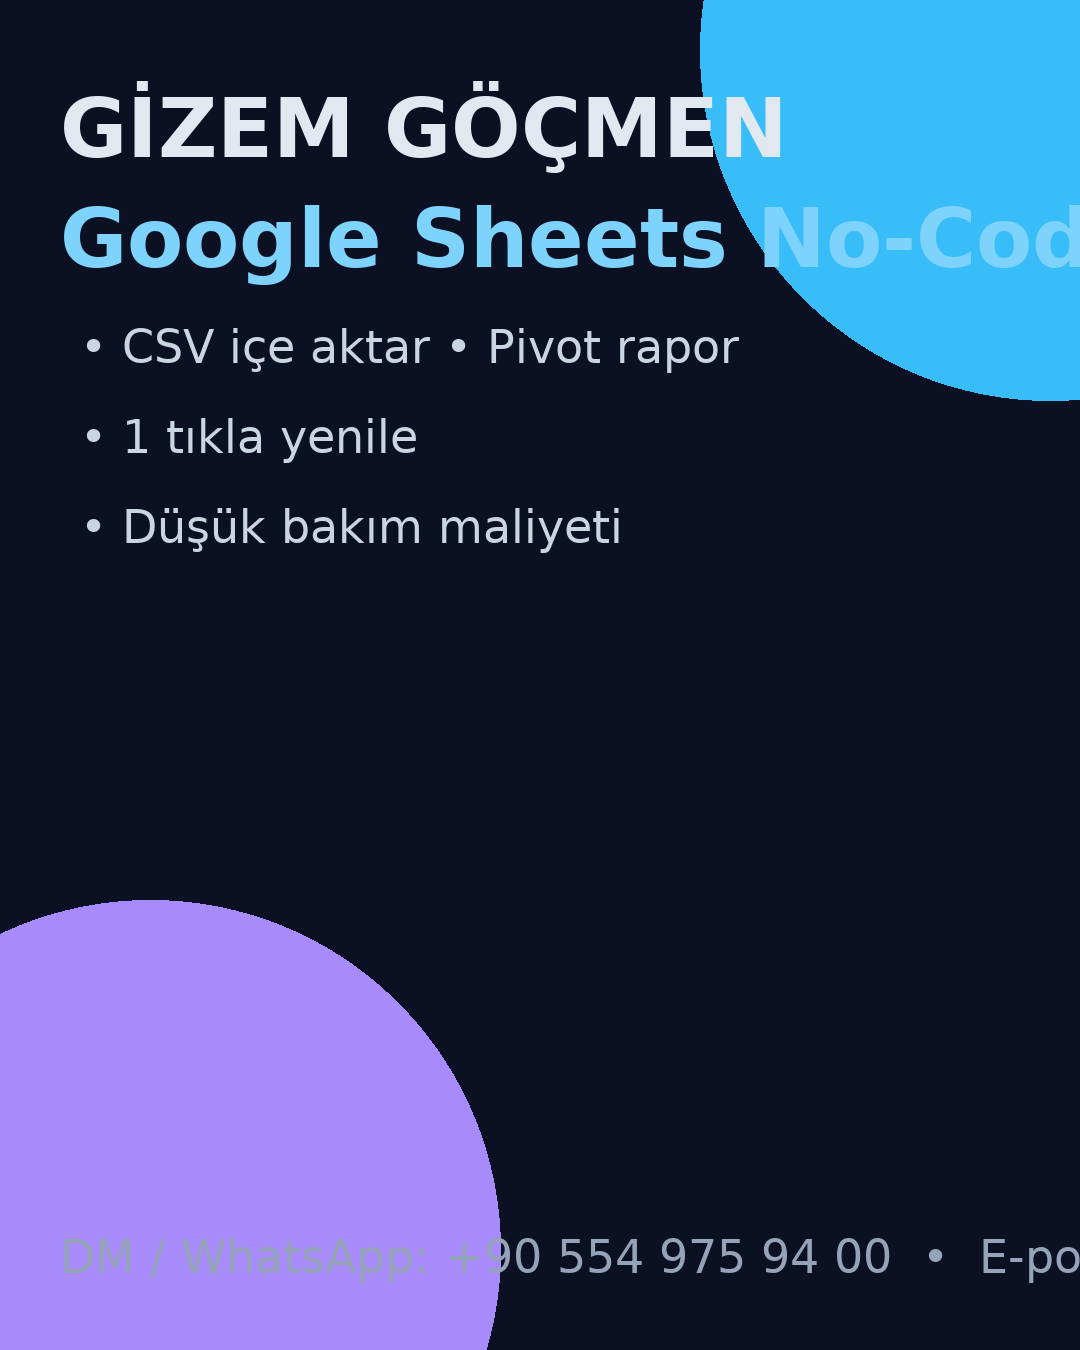 GİZEM GÖÇMEN
Google Sheets No-Cod
• CSV içe aktar • Pivot rapor
• 1 tıkla yenile
• Düşük bakım maliyeti
DM / WhatsApp: +90 554 975 94 00 • E-po